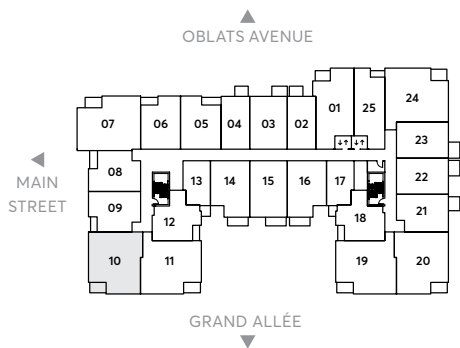 OBLATS AVENUE
01 25 24
07 06 05 04 03 02
23
MAIN
STREET
08 13 14 15 16 17 22
09 12 18 21
10 11 19 20
GRAND ALLÉE